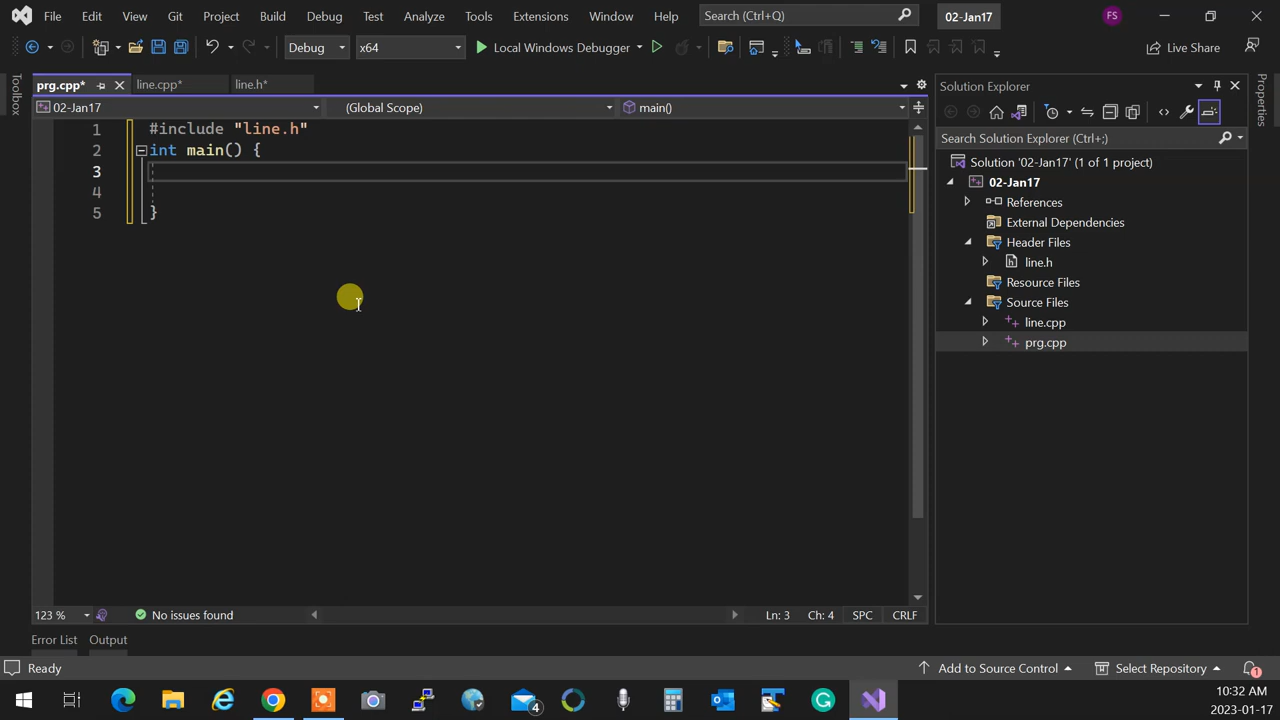 File Edit View Git Project Build Debug Test Analyze Tools Extensions Window Help Search (Ctrl+Q) 02-Jan17 FS
Debug x64 Local Windows Debugger Live Share
Toolbox
prg.cpp* line.cpp* line.h*
02-Jan17 (Global Scope) main()
1 #include "line.h"
2 int main() {
3
4
5 }
123 % No issues found Ln: 3 Ch: 4 SPC CRLF
Error List Output
Solution Explorer
Search Solution Explorer (Ctrl+;)
Solution '02-Jan17' (1 of 1 project)
02-Jan17
References
External Dependencies
Header Files
line.h
Resource Files
Source Files
line.cpp
prg.cpp
Properties
Ready Add to Source Control Select Repository 1
4
10:32 AM
2023-01-17